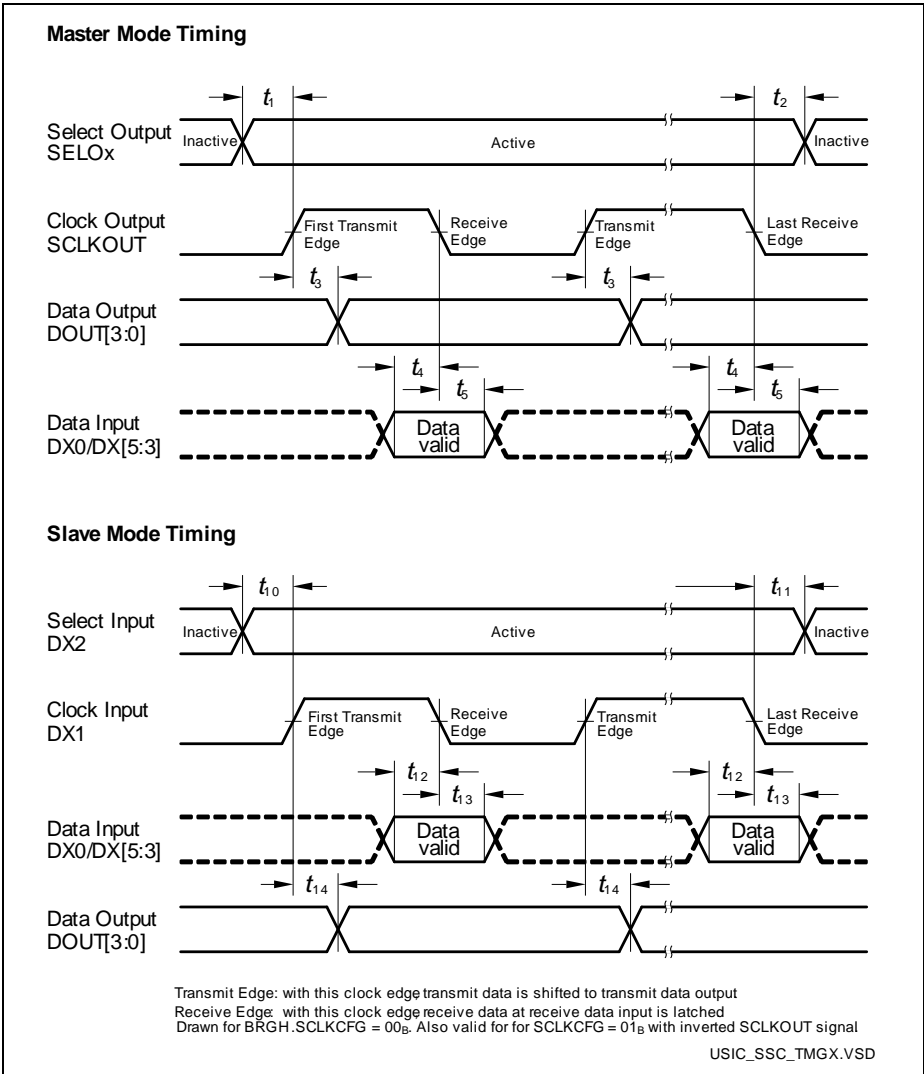 Master Mode Timing
t1
t2
Select Output
SELOx
Inactive
Active
Inactive
Clock Output
SCLKOUT
First Transmit
Edge
Receive
Edge
Transmit
Edge
Last Receive
Edge
t3
t3
Data Output
DOUT[3:0]
t4
t5
t4
t5
Data Input
DX0/DX[5:3]
Data
valid
Data
valid
Slave Mode Timing
t10
t11
Select Input
DX2
Inactive
Active
Inactive
Clock Input
DX1
First Transmit
Edge
Receive
Edge
Transmit
Edge
Last Receive
Edge
t12
t13
t12
t13
Data Input
DX0/DX[5:3]
Data
valid
Data
valid
t14
t14
Data Output
DOUT[3:0]
Transmit Edge: with this clock edge, transmit data is shifted to transmit data output
Receive Edge: with this clock edge, receive data at receive data input is latched
Drawn for BRGH.SCLKCFG = 00B. Also valid for for SCLKCFG = 01B with inverted SCLKOUT signal.
USIC_SSC_TMGX.VSD